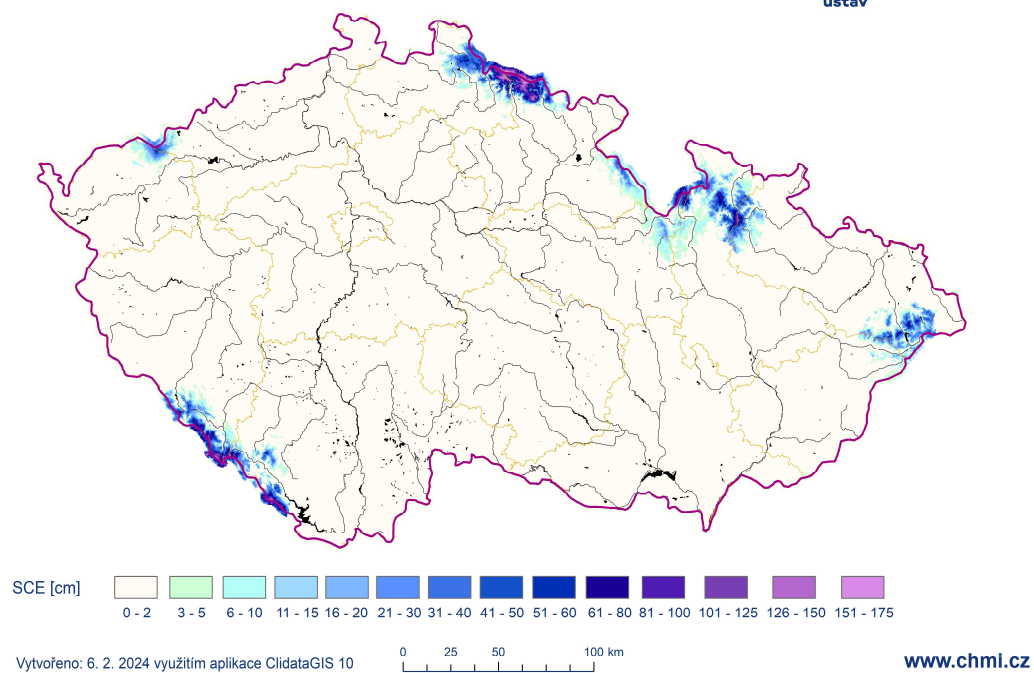 ústav
SCE [cm]
0 - 2 3 - 5 6 - 10 11 - 15 16 - 20 21 - 30 31 - 40 41 - 50 51 - 60 61 - 80 81 - 100 101 - 125 126 - 150 151 - 175
0 25 50 100 km
Vytvořeno: 6. 2. 2024 využitím aplikace ClidataGIS 10
www.chmi.cz